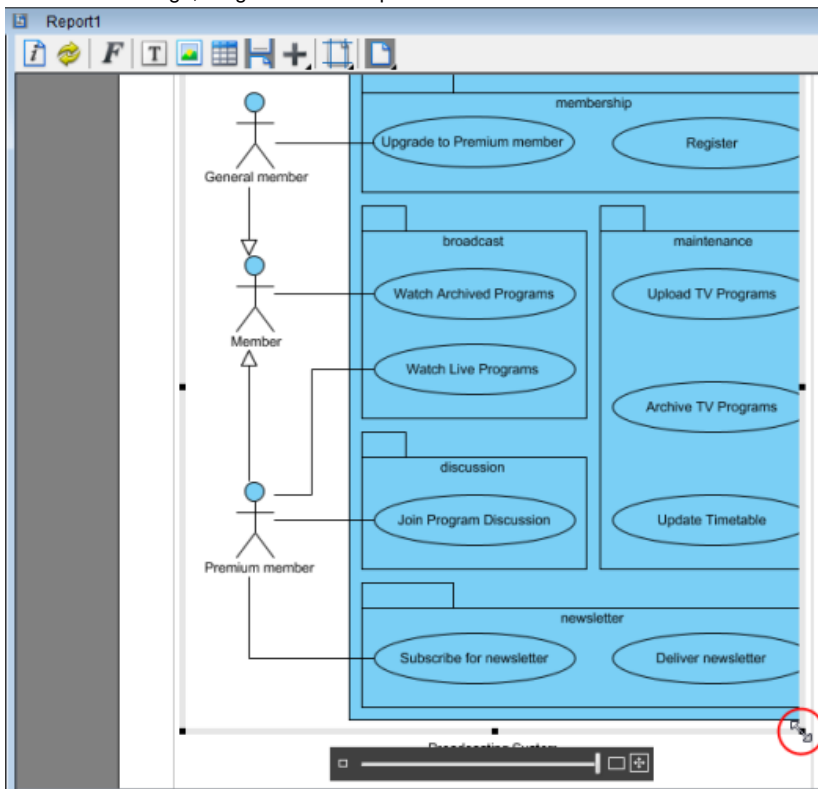 Report1
i F T
membership
Upgrade to Premium member Register
General member
broadcast maintenance
Watch Archived Programs Upload TV Programs
Member
Watch Live Programs
Archive TV Programs
discussion
Join Program Discussion Update Timetable
Premium member
newsletter
Subscribe for newsletter Deliver newsletter